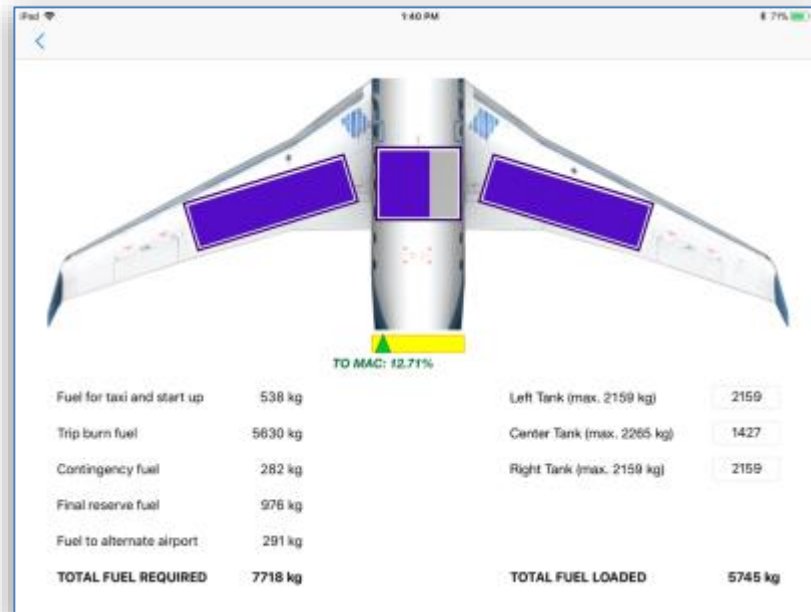 iPad 1:40 PM 71%
TO MAC: 12.71%
Fuel for taxi and start up 538 kg
Trip burn fuel 5630 kg
Contingency fuel 282 kg
Final reserve fuel 976 kg
Fuel to alternate airport 291 kg
TOTAL FUEL REQUIRED 7718 kg
Left Tank (max. 2159 kg) 2159
Center Tank (max. 2265 kg) 1427
Right Tank (max. 2159 kg) 2159
TOTAL FUEL LOADED 5745 kg